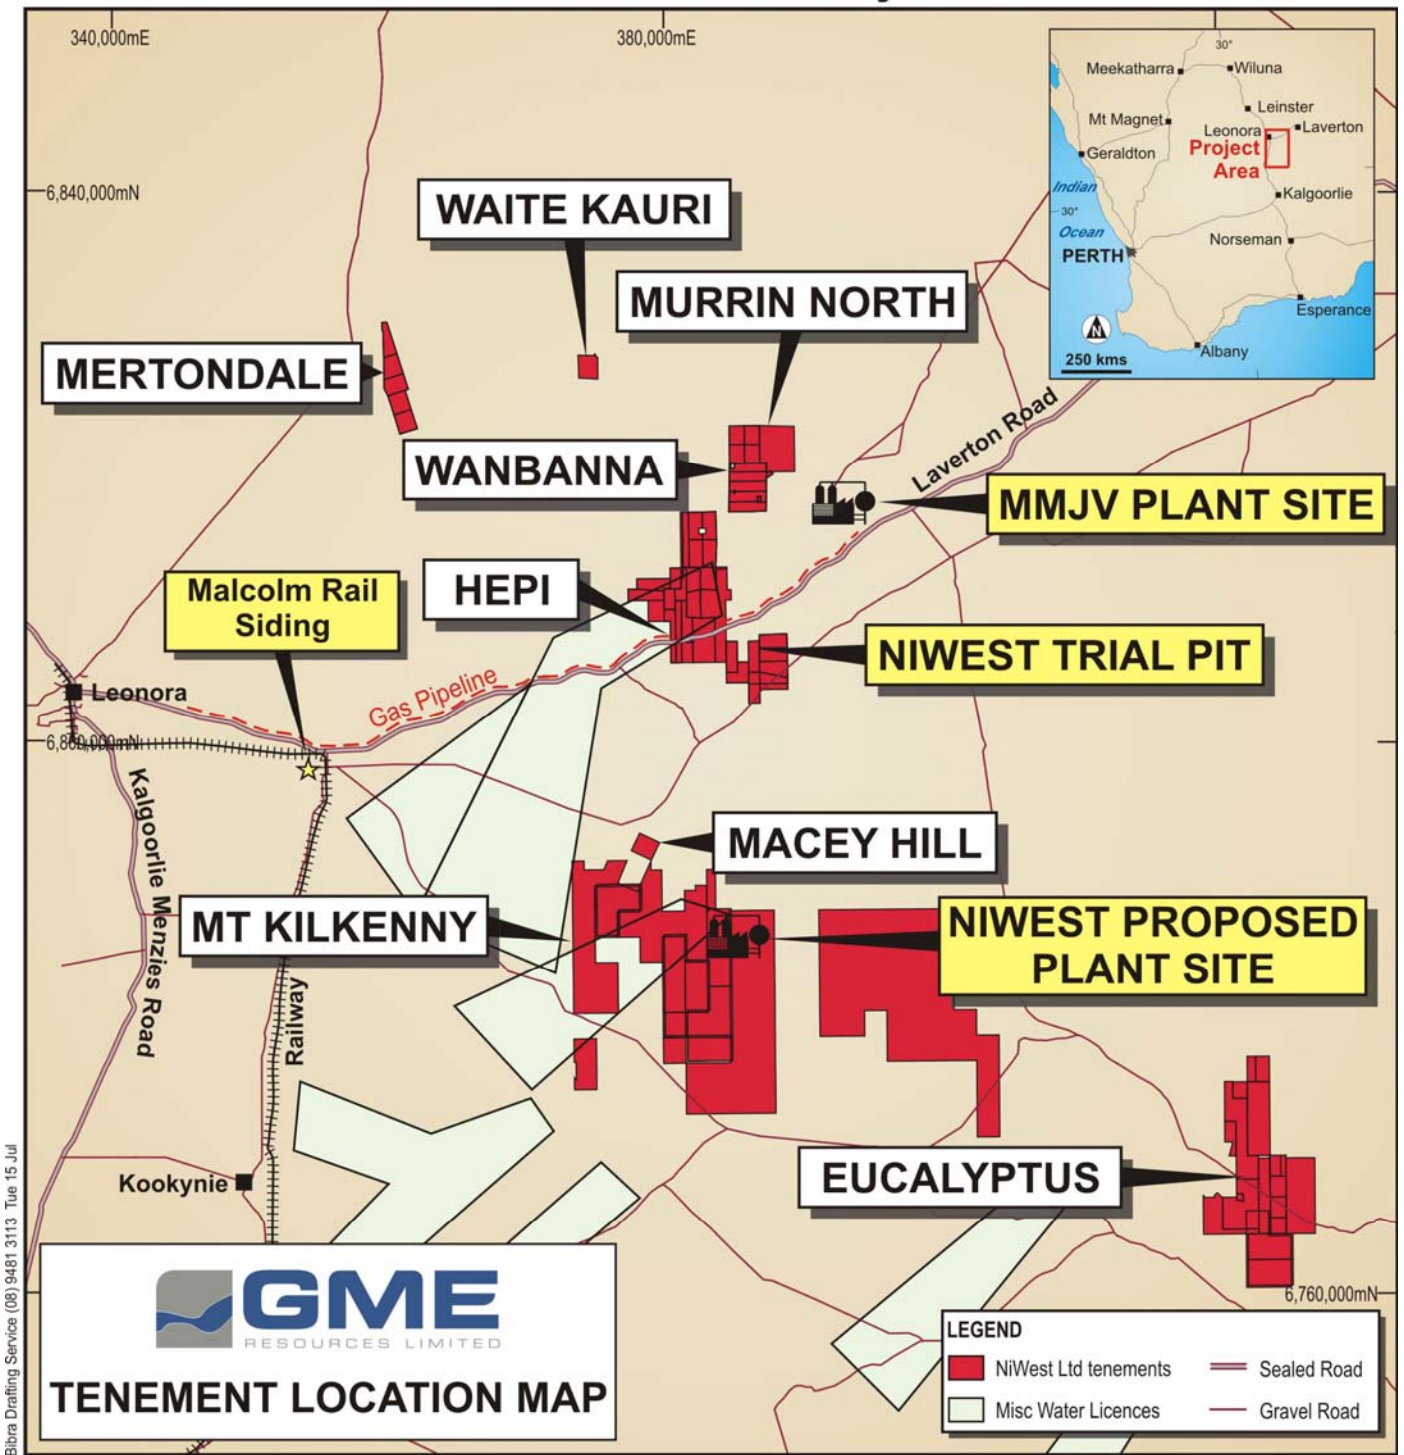 340,000mE
380,000mE
6,840,000mN
30°
Meekatharra
Wiluna
Leinster
Mt Magnet
Leonora
Laverton
Project
Area
Geraldton
Indian
Kalgoorlie
30°
Ocean
Norseman
PERTH
Esperance
N
Albany
250 kms
WAITE KAURI
MURRIN NORTH
MERTONDALE
Laverton Road
WANBANNA
MMJV PLANT SITE
HEPI
Malcolm Rail
Siding
NIWEST TRIAL PIT
Leonora
Gas Pipeline
Kalgoorlie Menzies Road
MACEY HILL
MT KILKENNY
NIWEST PROPOSED
PLANT SITE
Railway
EUCALYPTUS
Kookynie
6,760,000mN
GME
RESOURCES LIMITED
TENEMENT LOCATION MAP
LEGEND
NiWest Ltd tenements
Sealed Road
Misc Water Licences
Gravel Road
Bibra Drafting Service (08) 9481 3113 Tue 15 Jul